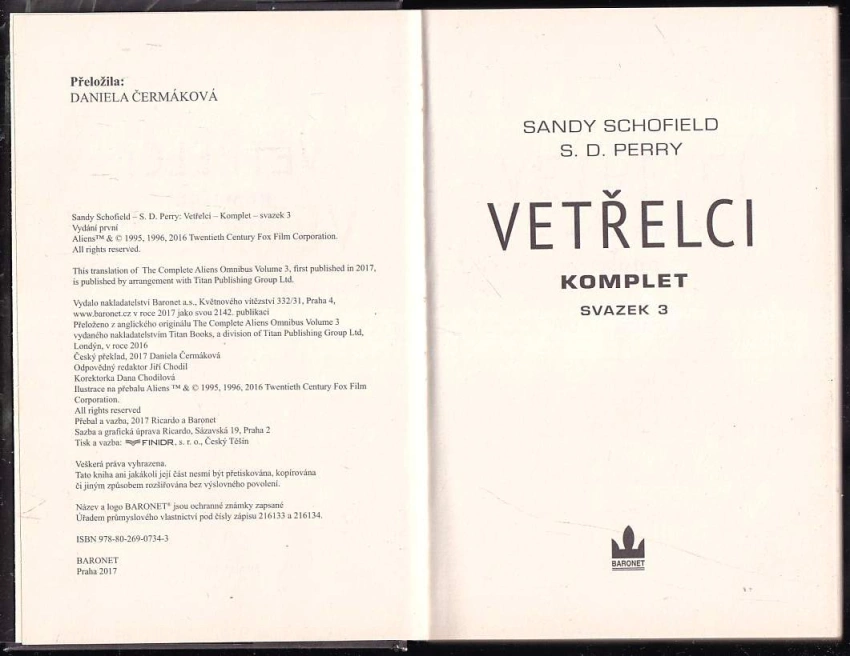 Přeložila:
DANIELA ČERMÁKOVÁ
Sandy Schofield – S. D. Perry: Vetřelci – Komplet – svazek 3
Vydání první
Aliens™ & © 1995, 1996, 2016 Twentieth Century Fox Film Corporation.
All rights reserved.
This translation of The Complete Aliens Omnibus Volume 3, first published in 2017,
is published by arrangement with Titan Publishing Group Ltd.
Vydalo nakladatelství Baronet a.s., Květnového vítězství 332/31, Praha 4,
www.baronet.cz v roce 2017 jako svou 2142. publikaci
Přeloženo z anglického originálu The Complete Aliens Omnibus Volume 3
vydaného nakladatelstvím Titan Books, a division of Titan Publishing Group Ltd,
Londýn, v roce 2016
Český překlad, 2017 Daniela Čermáková
Odpovědný redaktor Jiří Chodil
Korektorka Dana Chodilová
Ilustrace na přebalu Aliens ™ & © 1995, 1996, 2016 Twentieth Century Fox Film
Corporation.
All rights reserved
Přebal a vazba, 2017 Ricardo a Baronet
Sazba a grafická úprava Ricardo, Sázavská 19, Praha 2
Tisk a vazba: FINIDR, s. r. o., Český Těšín
Veškerá práva vyhrazena.
Tato kniha ani jakákoli její část nesmí být přetiskována, kopírována
či jiným způsobem rozšiřována bez výslovného povolení.
Název a logo BARONET® jsou ochranné známky zapsané
Úřadem průmyslového vlastnictví pod čísly zápisu 216133 a 216134.
ISBN 978-80-269-0734-3
BARONET
Praha 2017
SANDY SCHOFIELD
S. D. PERRY
VETŘELCI
KOMPLET
SVAZEK 3
BARONET